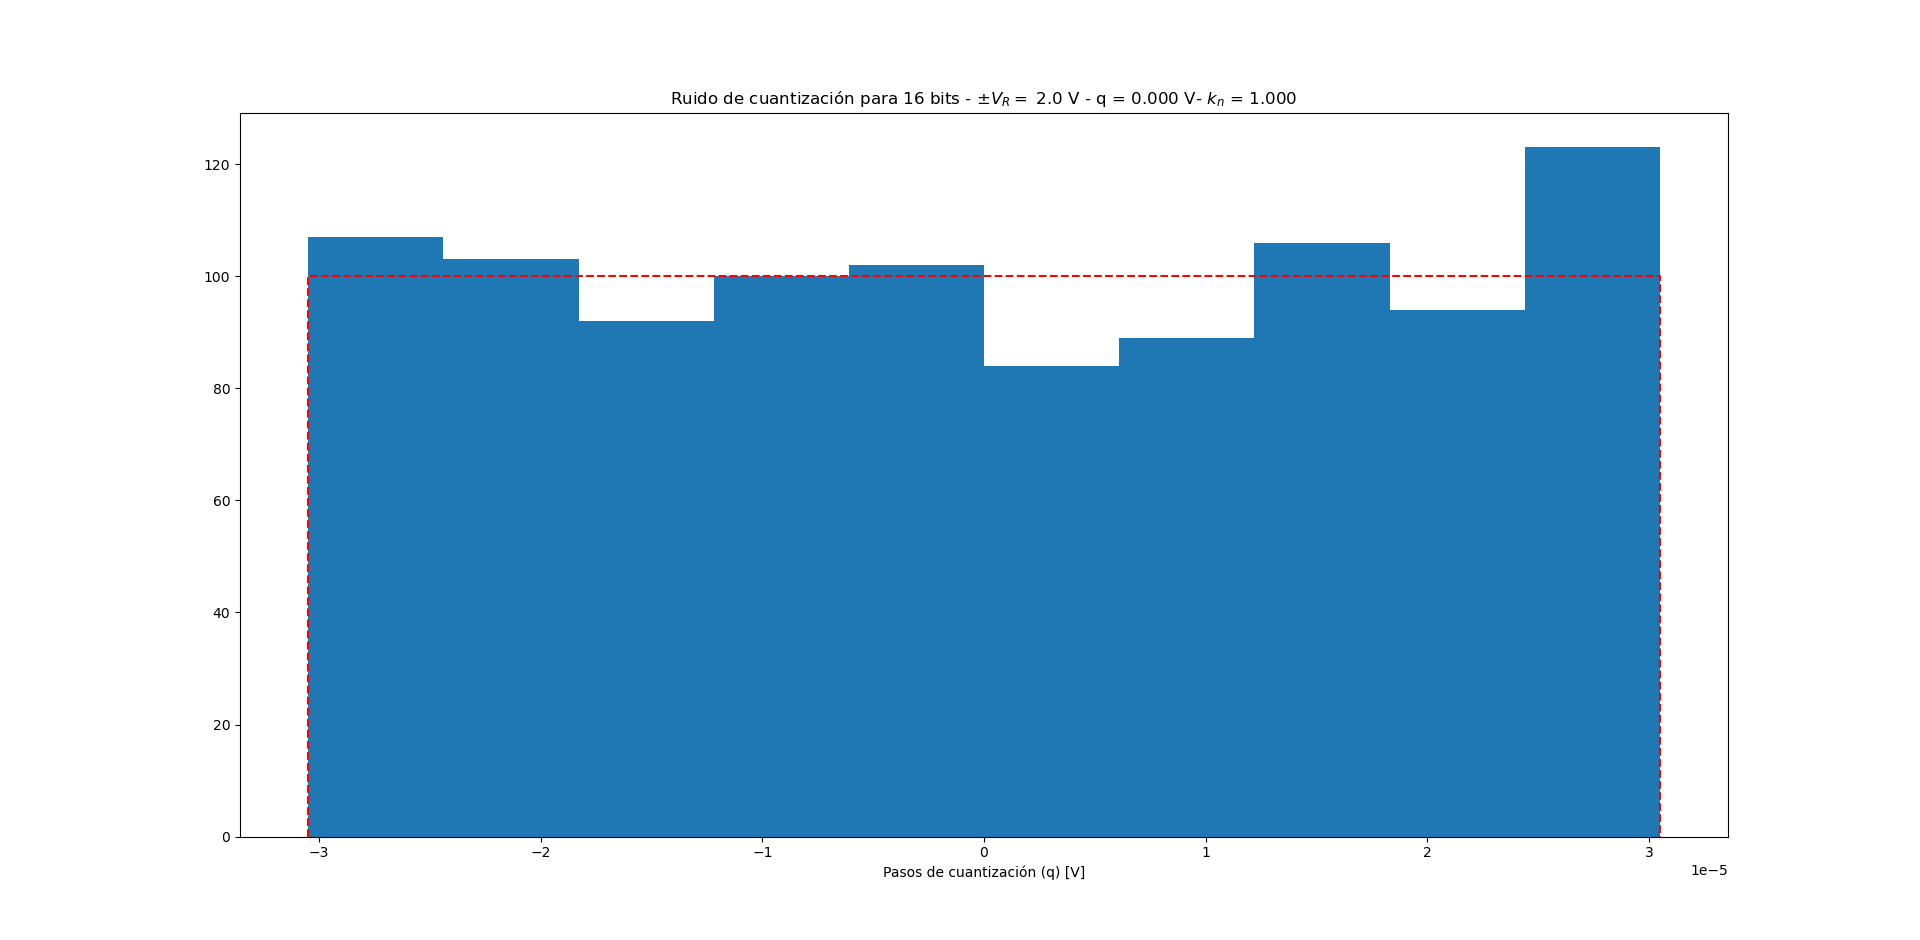 Ruido de cuantización para 16 bits - ±V_R = 2.0 V - q = 0.000 V- k_n = 1.000
120
100
80
60
40
20
0
−3 −2 −1 0 1 2 3
1e−5
Pasos de cuantización (q) [V]